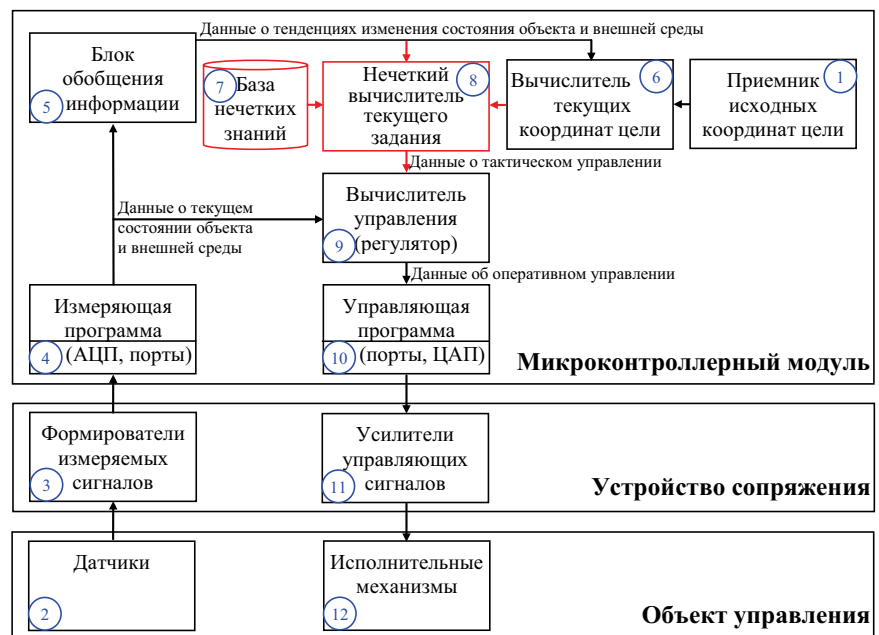 Данные о тенденциях изменения состояния объекта и внешней среды
Блок
обобщения
информации
5
7
База
нечетких
знаний
Нечеткий
8
вычислитель
текущего
задания
Вычислитель
6
текущих
координат цели
Приемник
1
исходных
координат цели
Данные о тактическом управлении
Данные о текущем
состоянии объекта
и внешней среды
Вычислитель
управления
9
(регулятор)
Данные об оперативном управлении
Измеряющая
программа
4
(АЦП, порты)
Управляющая
программа
10
(порты, ЦАП)
Микроконтроллерный модуль
Формирователи
измеряемых
3
сигналов
Усилители
управляющих
11
сигналов
Устройство сопряжения
Датчики
2
Исполнительные
механизмы
12
Объект управления